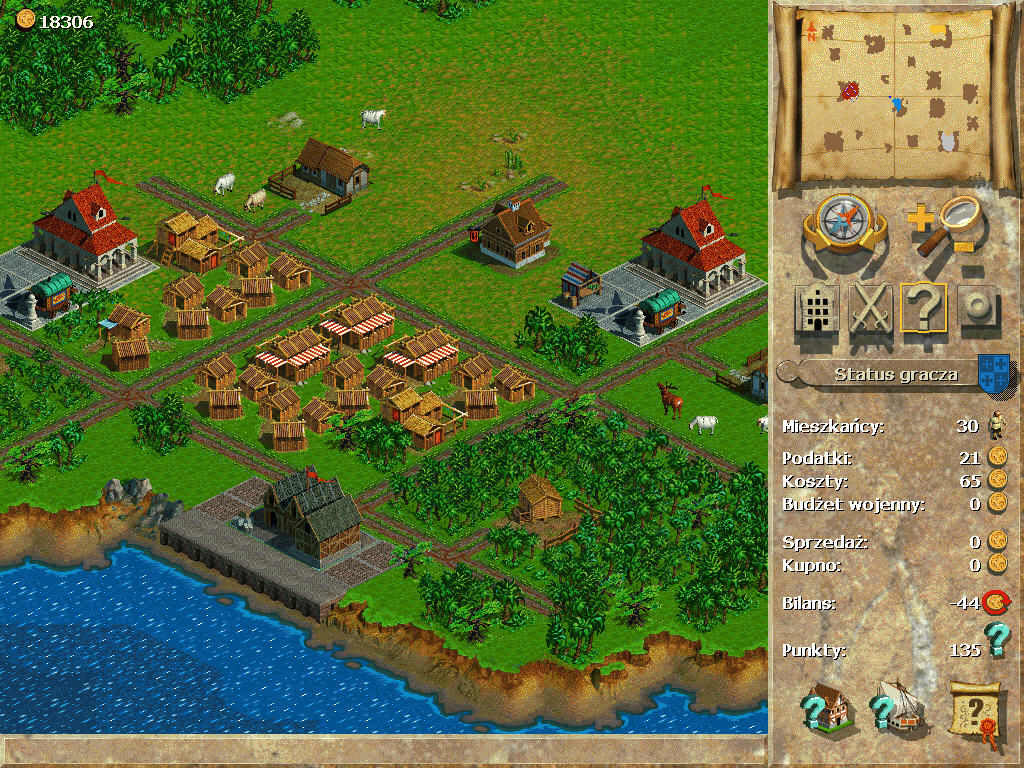 18306
N
Status gracza
Mieszkańcy: 30
Podatki: 21
Koszty: 65
Budżet wojenny: 0
Sprzedaż: 0
Kupno: 0
Bilans: -44
Punkty: 135